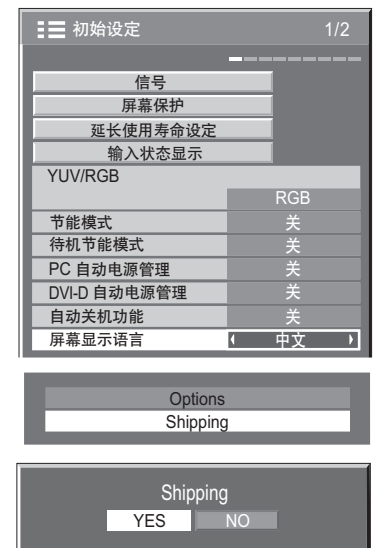 初始设定 1/2
信号
屏幕保护
延长使用寿命设定
输入状态显示
YUV/RGB
RGB
节能模式 关
待机节能模式 关
PC 自动电源管理 关
DVI-D 自动电源管理 关
自动关机功能 关
屏幕显示语言 中文
Options
Shipping
Shipping
YES NO